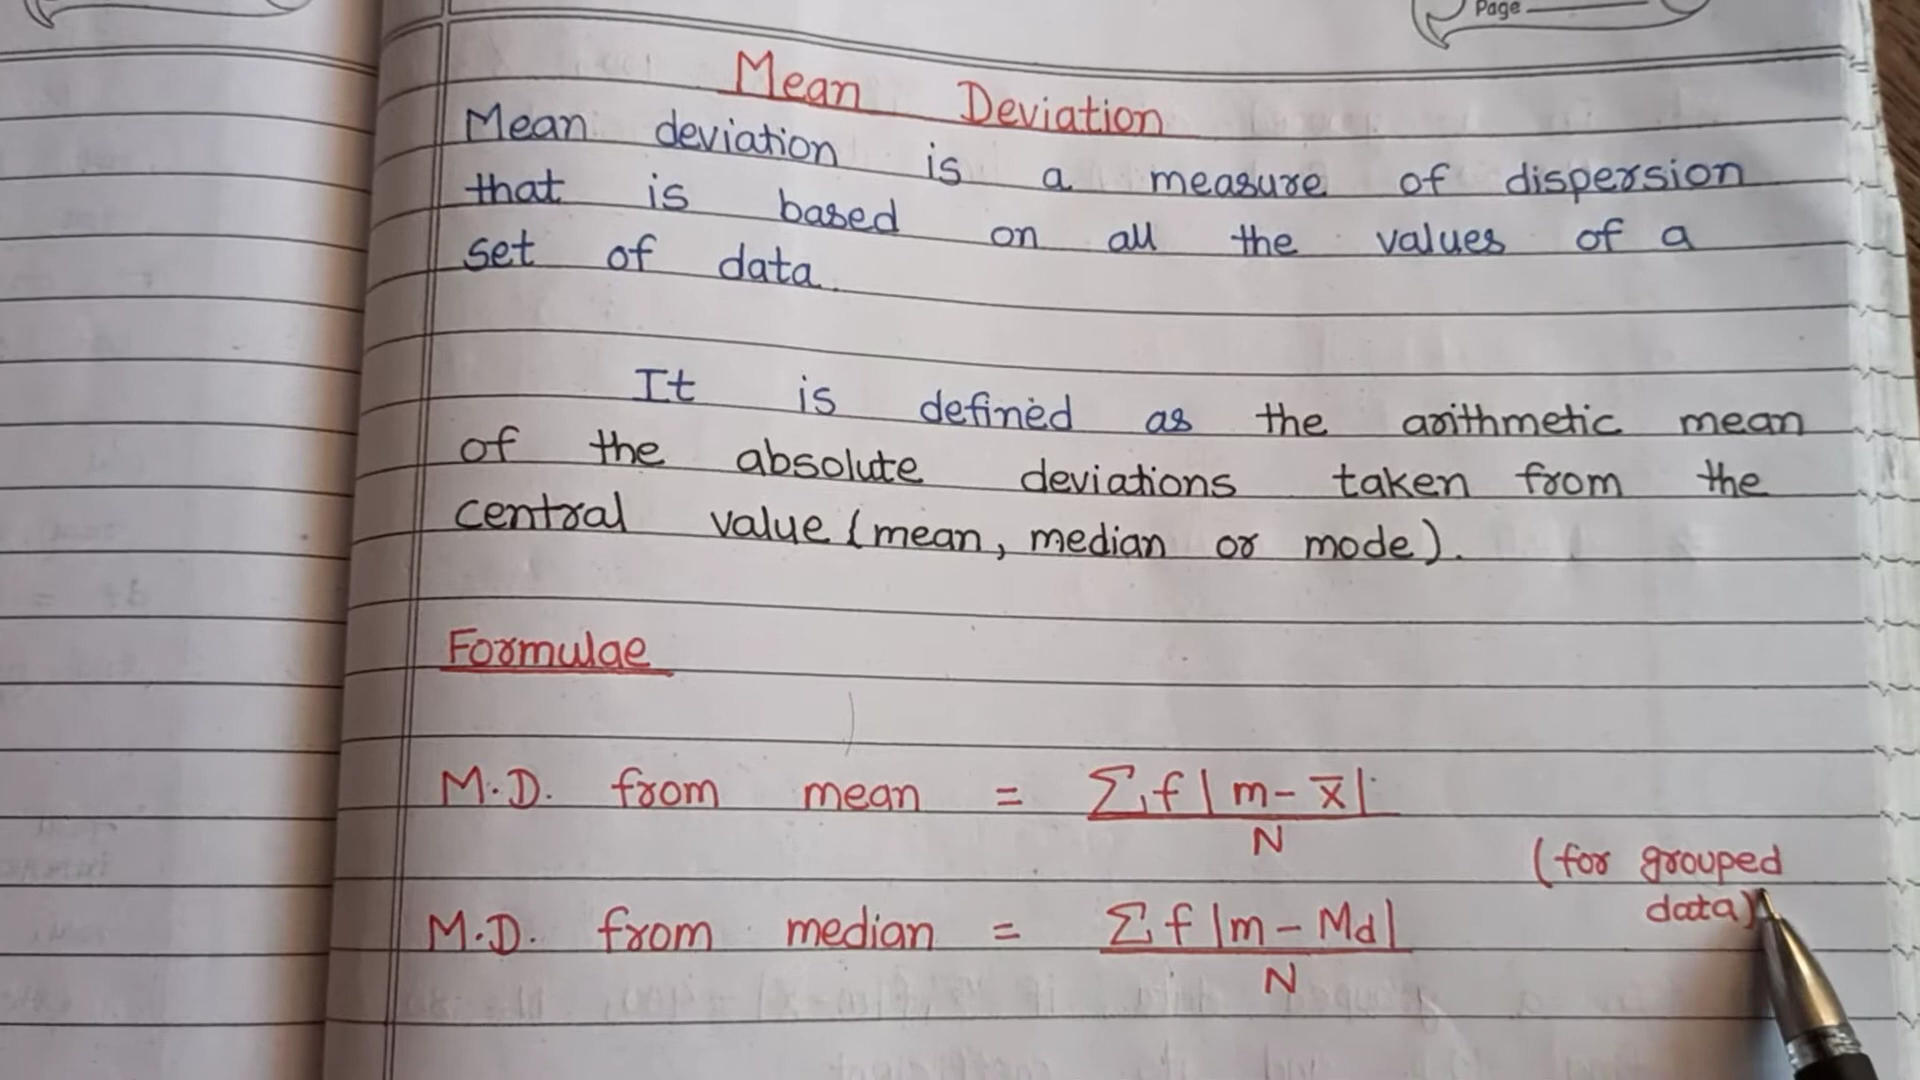 Page
Mean Deviation
Mean deviation is a measure of dispersion
that is based on all the values of a
set of data.
It is defined as the arithmetic mean
of the absolute deviations taken from the
central value (mean, median or mode).
Formulae
M.D. from mean = Σf|m-x̅|
N
(for grouped
data)
M.D. from median = Σf|m-Md|
N